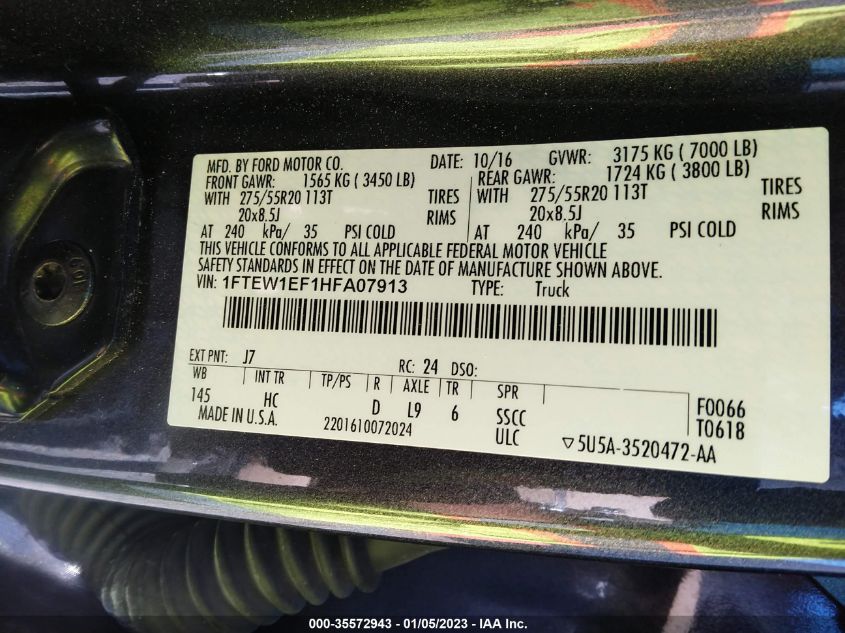 MFD. BY FORD MOTOR CO. DATE: 10/16 GVWR: 3175 KG ( 7000 LB)
FRONT GAWR: 1565 KG ( 3450 LB) REAR GAWR: 1724 KG ( 3800 LB)
WITH 275/55R20 113T TIRES WITH 275/55R20 113T TIRES
20x8.5J RIMS 20x8.5J RIMS
AT 240 kPa/ 35 PSI COLD AT 240 kPa/ 35 PSI COLD
THIS VEHICLE CONFORMS TO ALL APPLICABLE FEDERAL MOTOR VEHICLE
SAFETY STANDARDS IN EFFECT ON THE DATE OF MANUFACTURE SHOWN ABOVE.
VIN: 1FTEW1EF1HFA07913 TYPE: Truck
EXT PNT: J7 RC: 24 DSO:
WB INT TR TP/PS R AXLE TR SPR
145 HC D L9 6 SSCC F0066
MADE IN U.S.A. 2201610072024 ULC T0618
▽5U5A-3520472-AA
000-35572943 - 01/05/2023 - IAA Inc.